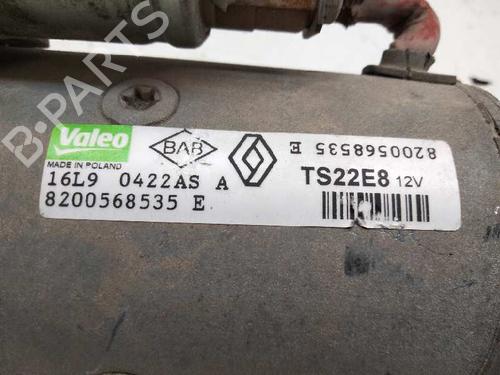 B-PARTS
Valeo
MADE IN POLAND
BAB
16L9 0422AS A
8200568535 E
8200568535 E
TS22E8 12V